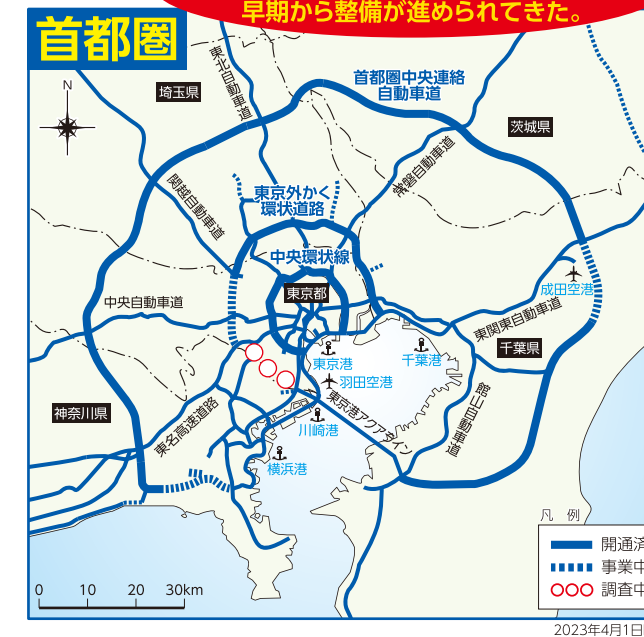 早期から整備が進められてきた。
首都圏
N
東北自動車道
首都圏中央連絡
自動車道
埼玉県
茨城県
常磐自動車道
関越自動車道
東京外かく
環状道路
中央環状線
東京都
中央自動車道
成田空港
東関東自動車道
千葉県
東京港
千葉港
羽田空港
神奈川県
東名高速道路
東京港アクアライン
館山自動車道
川崎港
横浜港
凡 例
開通済
事業中
調査中
0 10 20 30km
2023年4月1日